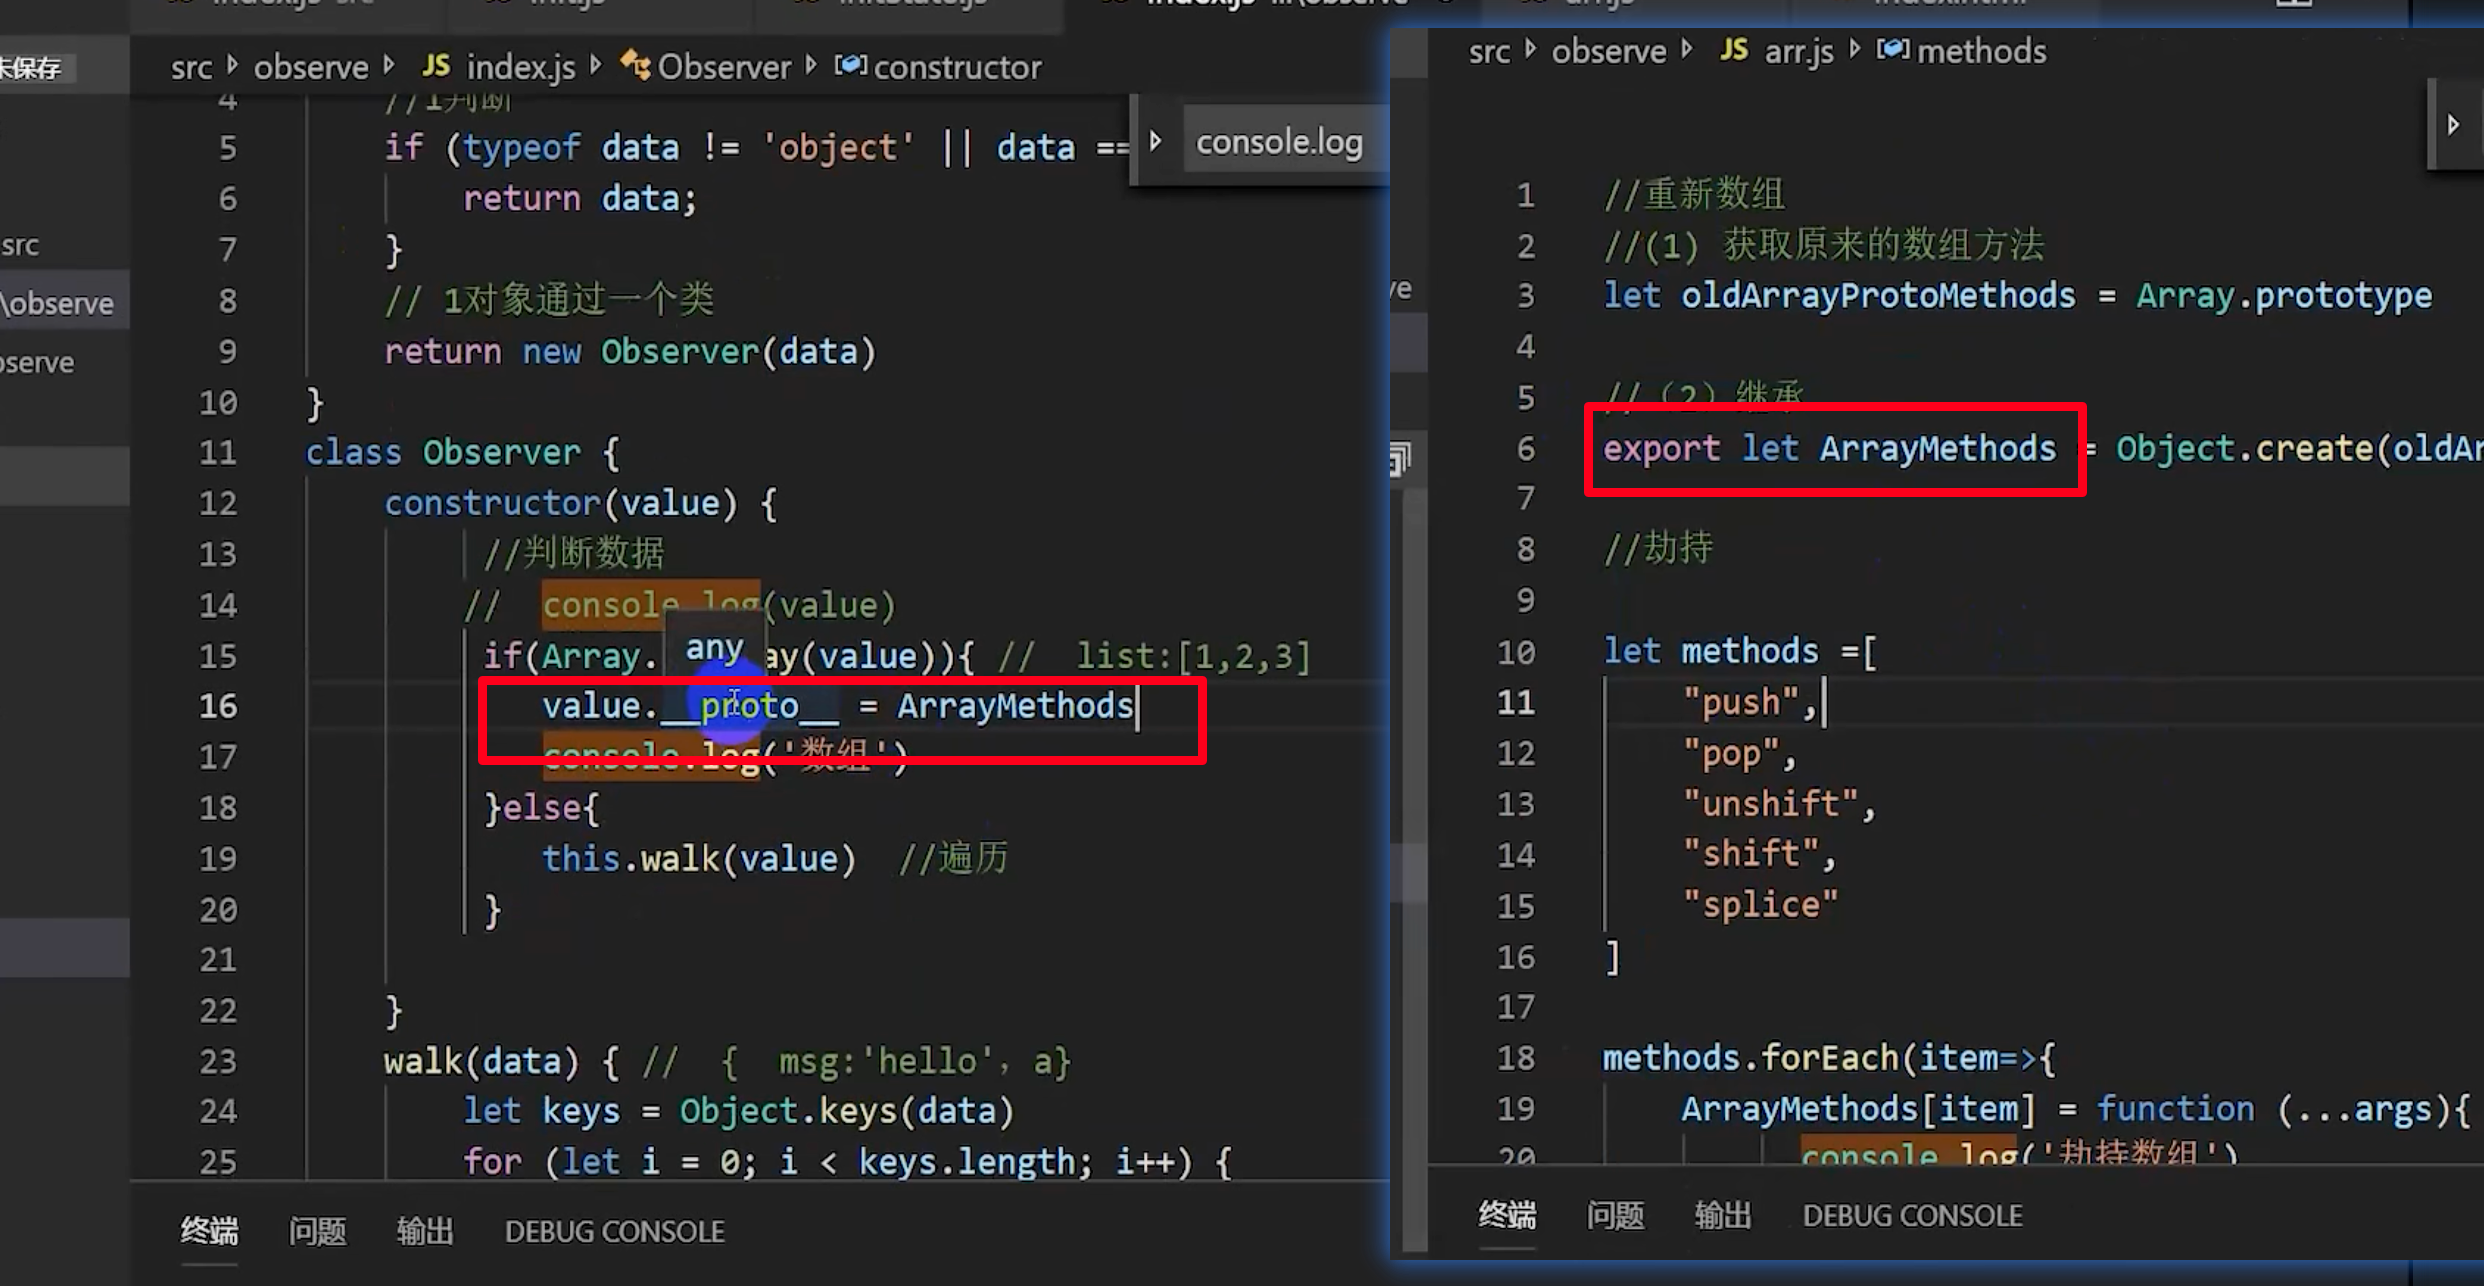 未保存
src
\observe
bserve
src observe JS index.js Observer constructor
console.log
4 //1判断
5 if (typeof data != 'object' || data ==
6 return data;
7 }
8 // 1对象通过一个类
9 return new Observer(data)
10 }
11 class Observer {
12 constructor(value) {
13 //判断数据
14 // console.log(value)
any
15 if(Array. ay(value)){ // list:[1,2,3]
16 value.__proto__ = ArrayMethods
17 console.log('数组')
18 }else{
19 this.walk(value) //遍历
20 }
21
22 }
23 walk(data) { // { msg:'hello', a}
24 let keys = Object.keys(data)
25 for (let i = 0; i < keys.length; i++) {
终端 问题 输出 DEBUG CONSOLE
src observe JS arr.js methods
1 //重新数组
2 //(1) 获取原来的数组方法
3 let oldArrayProtoMethods = Array.prototype
4
5 //（2）继承
6 export let ArrayMethods = Object.create(oldAr
7
8 //劫持
9
10 let methods =[
11 "push",
12 "pop",
13 "unshift",
14 "shift",
15 "splice"
16 ]
17
18 methods.forEach(item=>{
19 ArrayMethods[item] = function (...args){
20 console.log('劫持数组')
终端 问题 输出 DEBUG CONSOLE